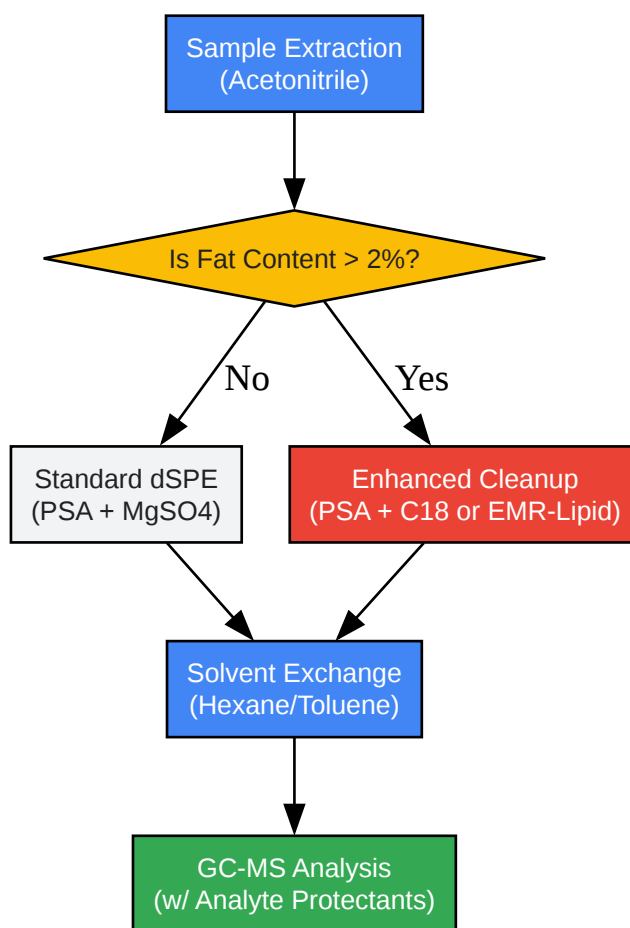 Sample Extraction
(Acetonitrile)
Is Fat Content > 2%?
No
Yes
Standard dSPE
(PSA + MgSO4)
Enhanced Cleanup
(PSA + C18 or EMR-Lipid)
Solvent Exchange
(Hexane/Toluene)
GC-MS Analysis
(w/ Analyte Protectants)